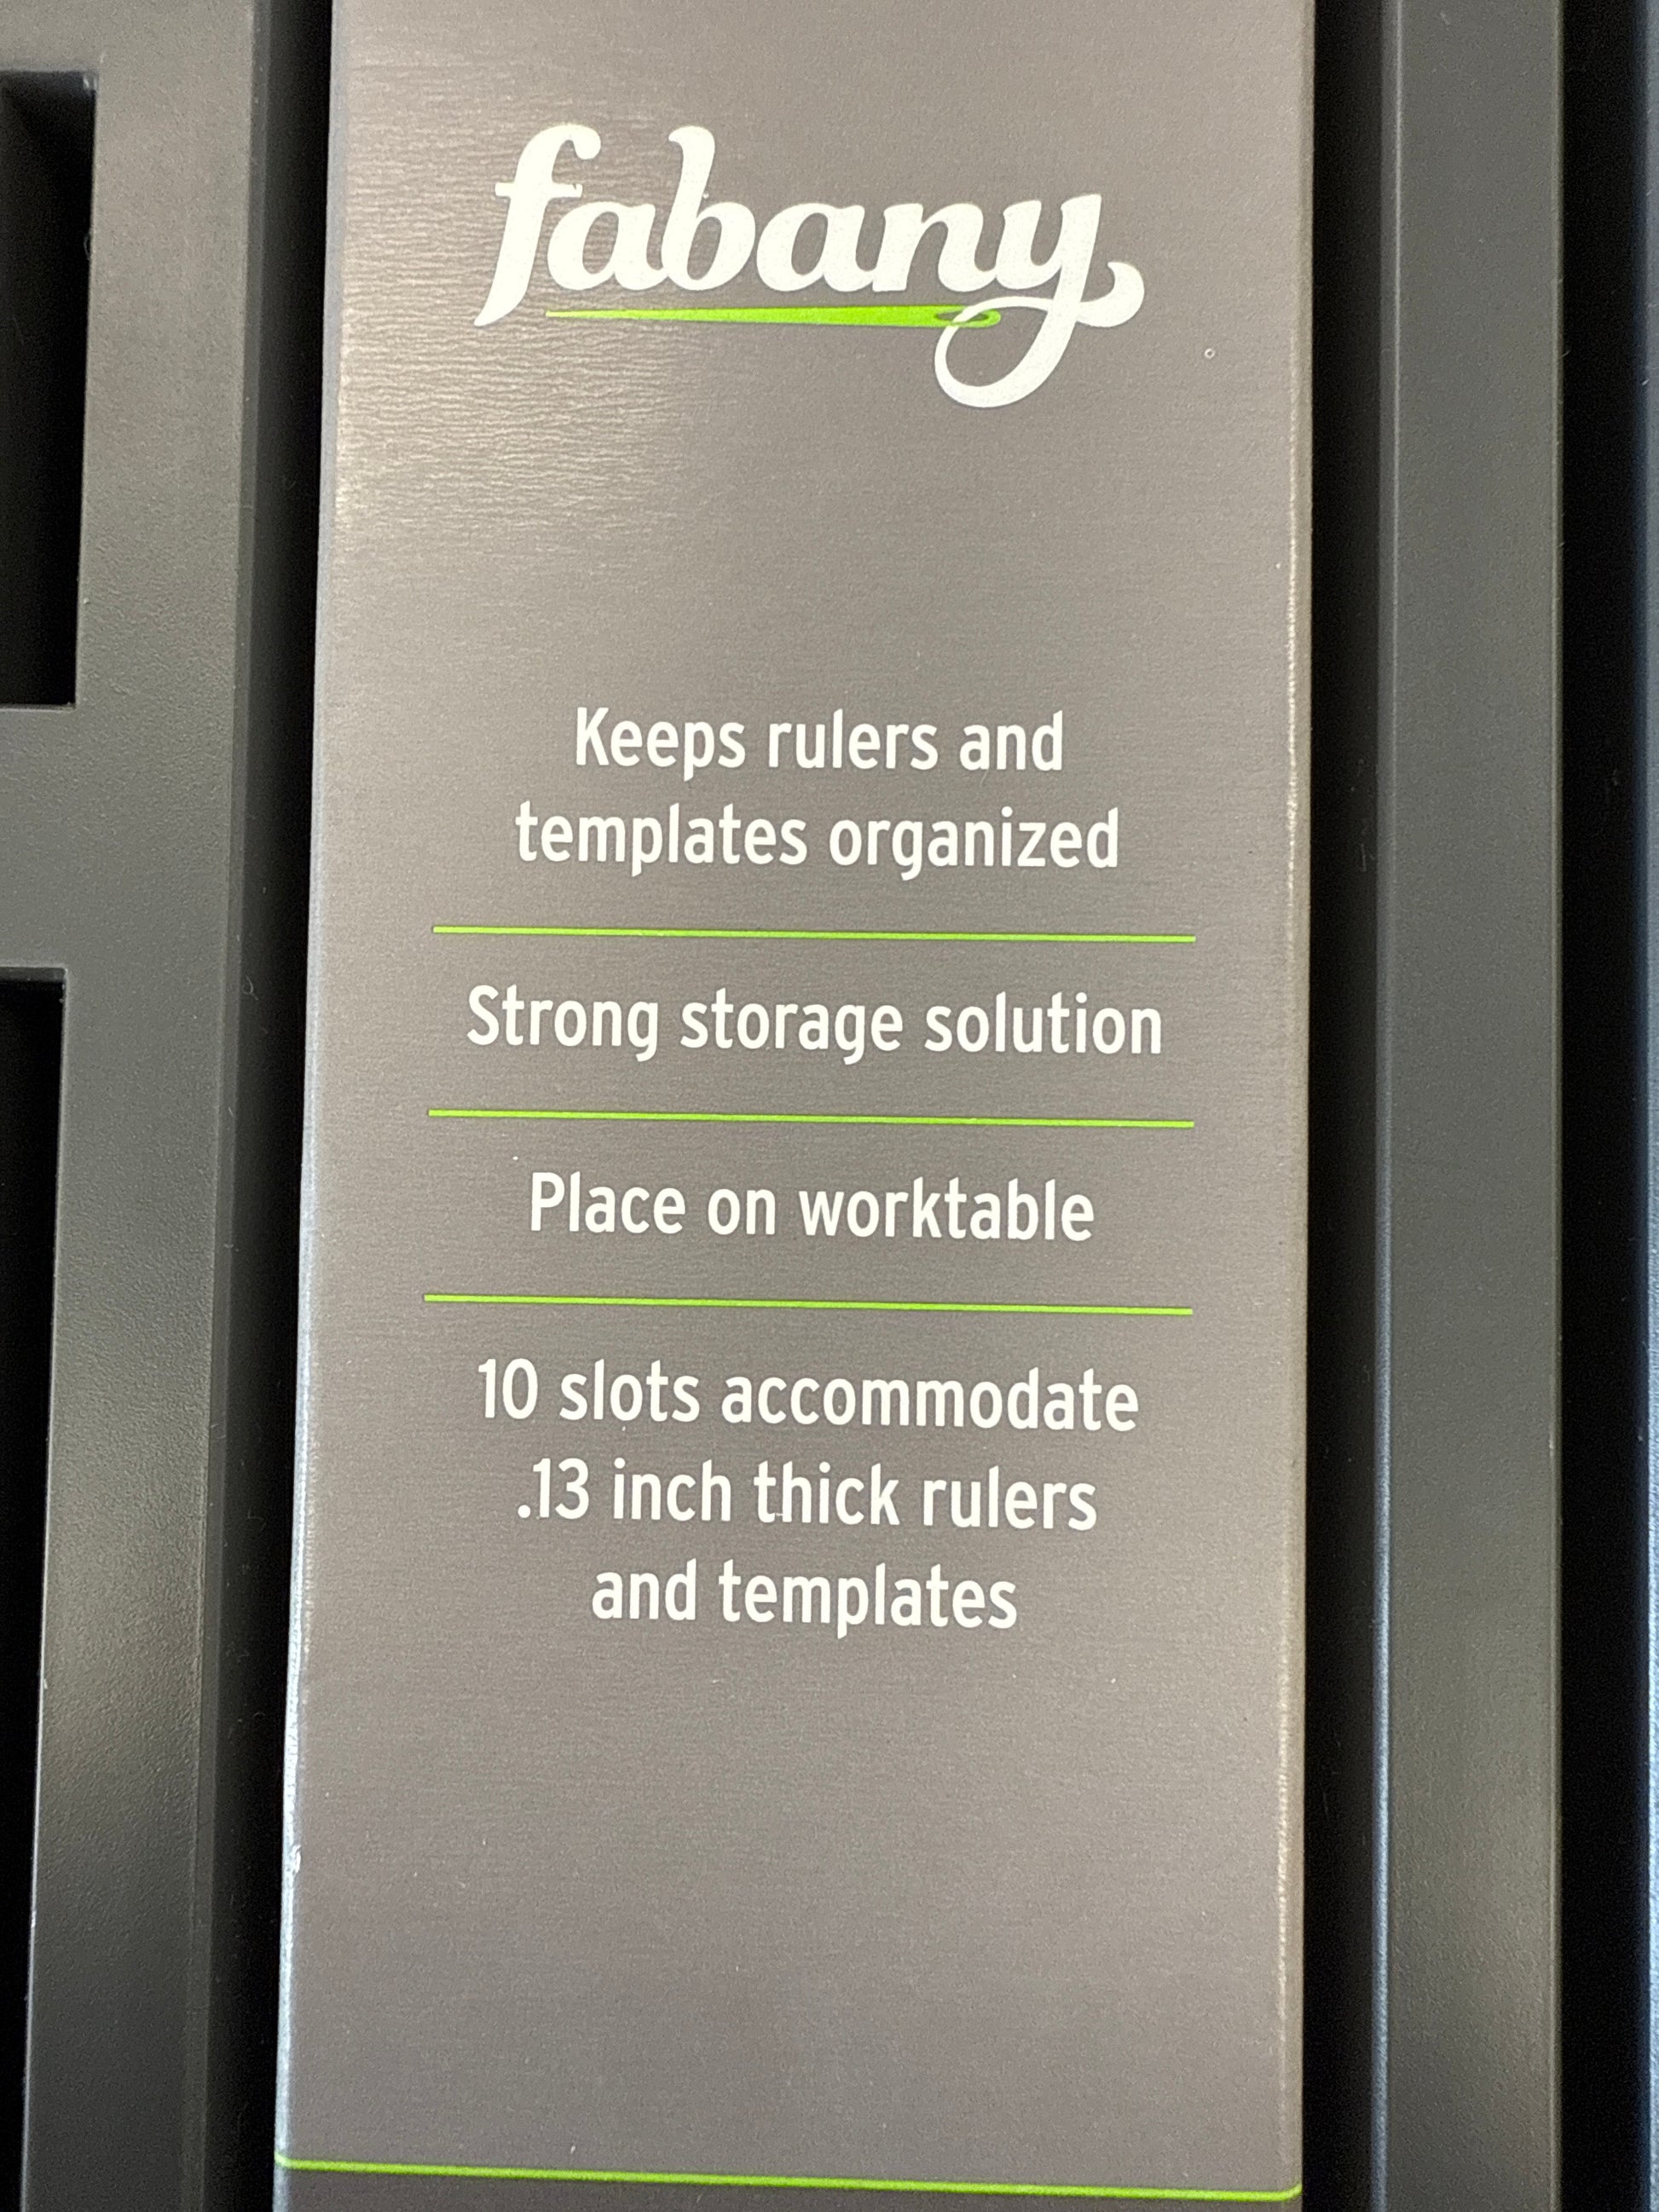 fabany
Keeps rulers and
templates organized
Strong storage solution
Place on worktable
10 slots accommodate
.13 inch thick rulers
and templates